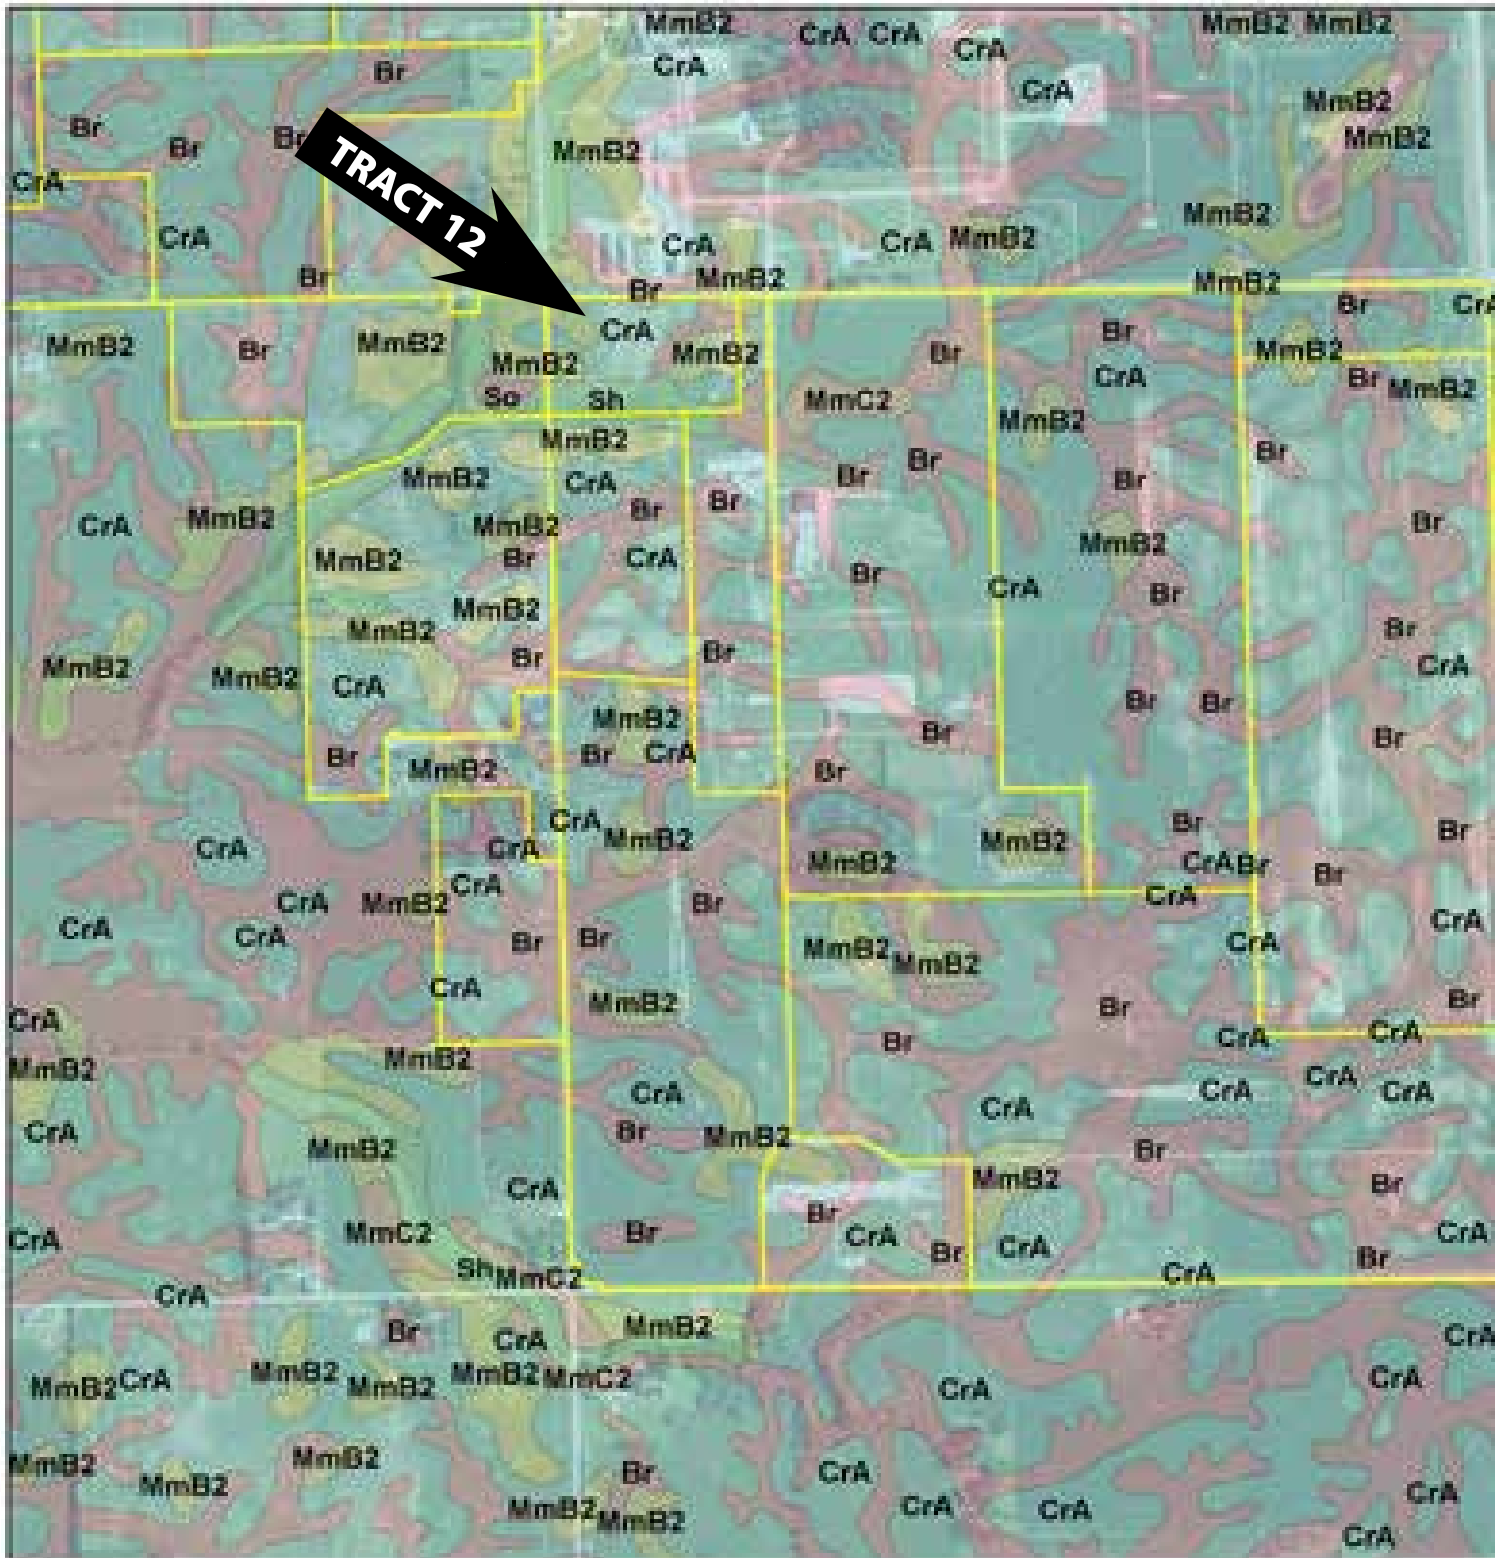 MmB2 CrA CrA MmB2 MmB2
CrA CrA
Br CrA
MmB2
Br Br Br MmB2 MmB2
CrA
TRACT 12
MmB2
CrA CrA CrA MmB2
Br MmB2 MmB2
Br
CrA Br CrA
MmB2 Br MmB2 MmB2 MmB2 Br Br MmB2
CrA Br MmB2
So Sh MmC2 MmB2
MmB2 Br Br
MmB2 CrA Br Br
CrA MmB2 MmB2 Br Br Br
MmB2 Br CrA MmB2
Br CrA Br
MmB2 MmB2 Br
MmB2 MmB2 Br Br CrA
CrA Br Br
MmB2 Br
Br MmB2 Br CrA Br Br
CrA MmB2 Br Br
CrA CrA MmB2 MmB2 CrA Br Br
CrA
CrA MmB2 Br CrA CrA
CrA CrA Br Br MmB2 MmB2 CrA
CrA MmB2 Br Br
CrA Br CrA CrA
MmB2 MmB2 CrA
CrA CrA CrA CrA
CrA Br MmB2 Br
MmB2 MmB2 Br
CrA Br
CrA MmC2 Br CrA Br CrA CrA
Sh MmC2 CrA Br
CrA
Br CrA MmB2 CrA
MmB2 CrA MmB2 MmB2 MmB2 MmC2 CrA CrA
MmB2 MmB2 MmB2 Br CrA
MmB2 MmB2 CrA CrA CrA
CrA